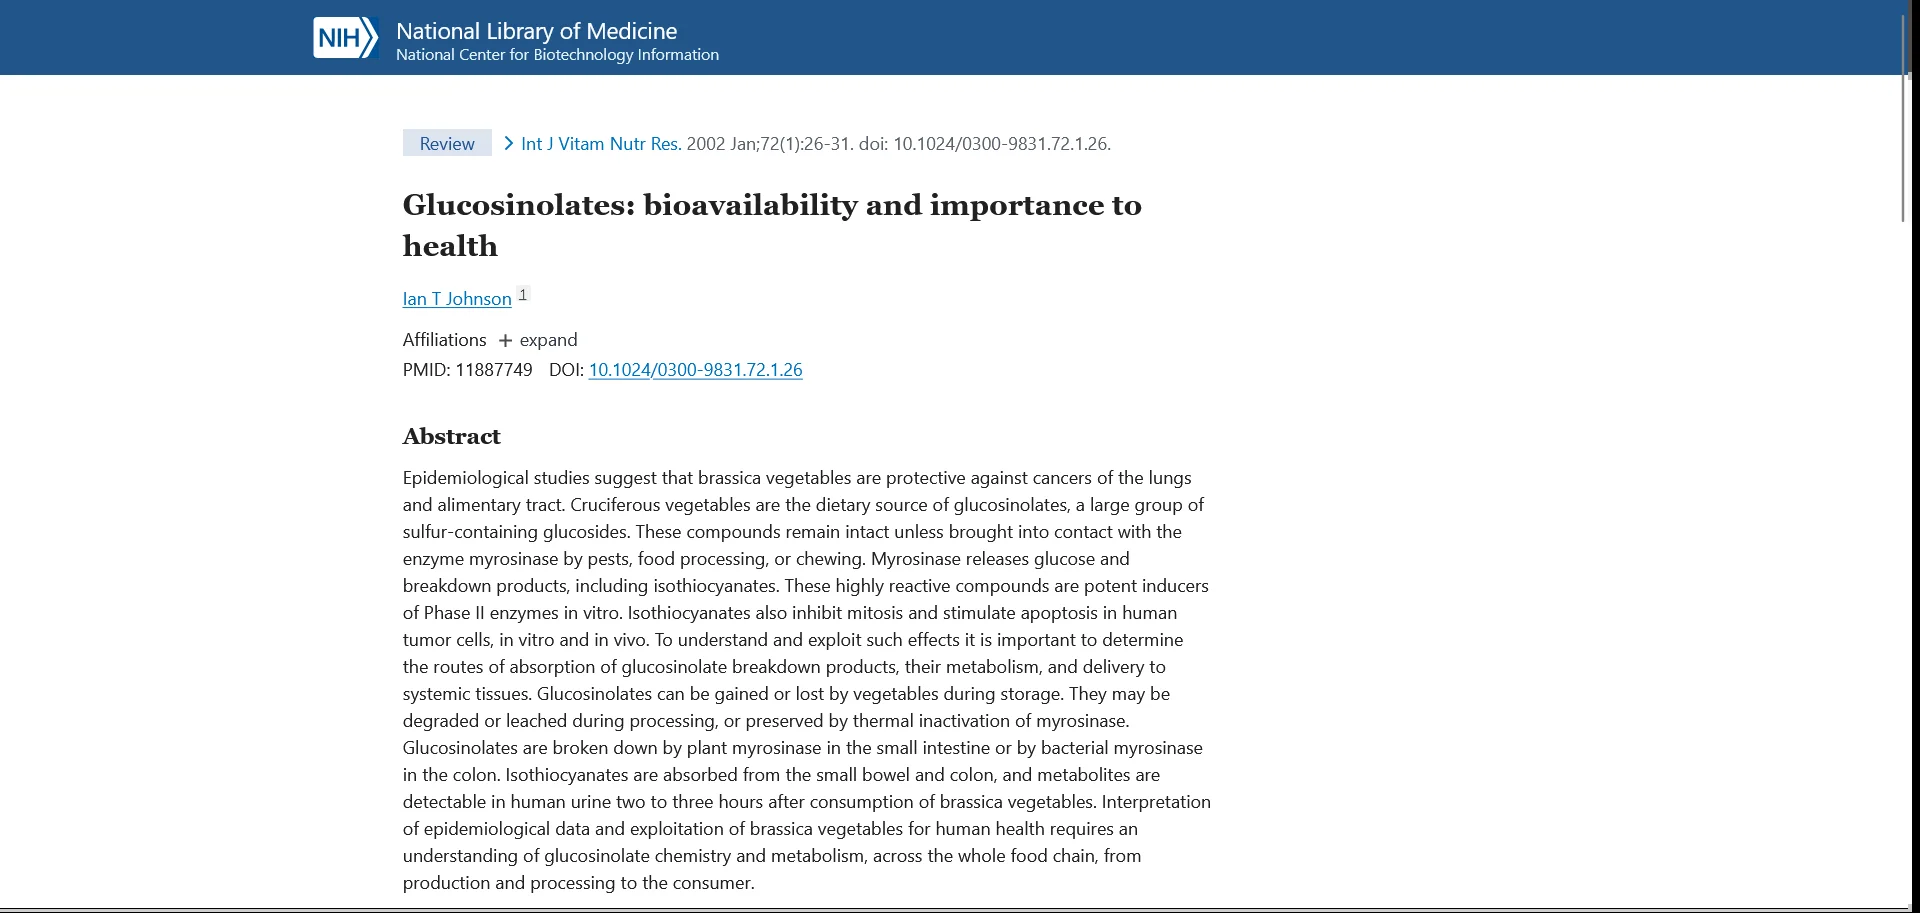 NIH
National Library of Medicine
National Center for Biotechnology Information
Review
Int J Vitam Nutr Res. 2002 Jan;72(1):26-31. doi: 10.1024/0300-9831.72.1.26.
Glucosinolates: bioavailability and importance to
health
Ian T Johnson 1
Affiliations + expand
PMID: 11887749 DOI: 10.1024/0300-9831.72.1.26
Abstract
Epidemiological studies suggest that brassica vegetables are protective against cancers of the lungs
and alimentary tract. Cruciferous vegetables are the dietary source of glucosinolates, a large group of
sulfur-containing glucosides. These compounds remain intact unless brought into contact with the
enzyme myrosinase by pests, food processing, or chewing. Myrosinase releases glucose and
breakdown products, including isothiocyanates. These highly reactive compounds are potent inducers
of Phase II enzymes in vitro. Isothiocyanates also inhibit mitosis and stimulate apoptosis in human
tumor cells, in vitro and in vivo. To understand and exploit such effects it is important to determine
the routes of absorption of glucosinolate breakdown products, their metabolism, and delivery to
systemic tissues. Glucosinolates can be gained or lost by vegetables during storage. They may be
degraded or leached during processing, or preserved by thermal inactivation of myrosinase.
Glucosinolates are broken down by plant myrosinase in the small intestine or by bacterial myrosinase
in the colon. Isothiocyanates are absorbed from the small bowel and colon, and metabolites are
detectable in human urine two to three hours after consumption of brassica vegetables. Interpretation
of epidemiological data and exploitation of brassica vegetables for human health requires an
understanding of glucosinolate chemistry and metabolism, across the whole food chain, from
production and processing to the consumer.